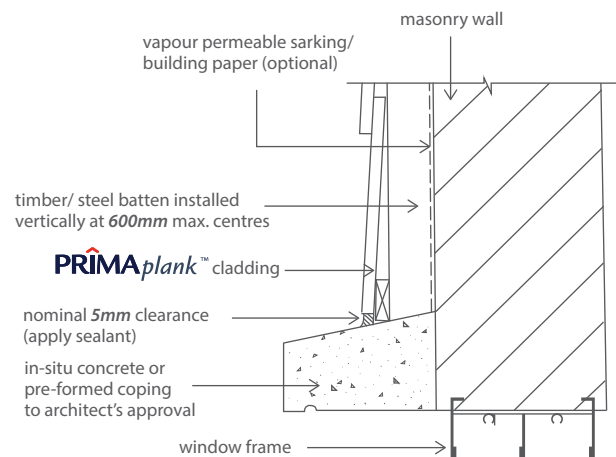 masonry wall
vapour permeable sarking/
building paper (optional)
timber/ steel batten installed
vertically at 600mm max. centres
PRIMAplank™ cladding
nominal 5mm clearance
(apply sealant)
in-situ concrete or
pre-formed coping
to architect's approval
window frame